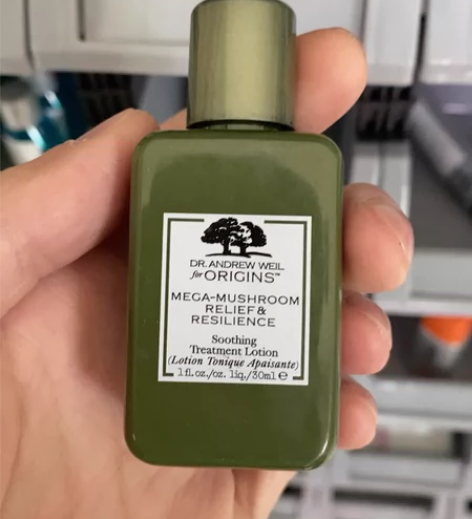 DR. ANDREW WEIL
for ORIGINS™
MEGA-MUSHROOM
RELIEF &
RESILIENCE
Soothing
Treatment Lotion
(Lotion Tonique Apaisante)
1 fl. oz./oz. liq./30ml ℮